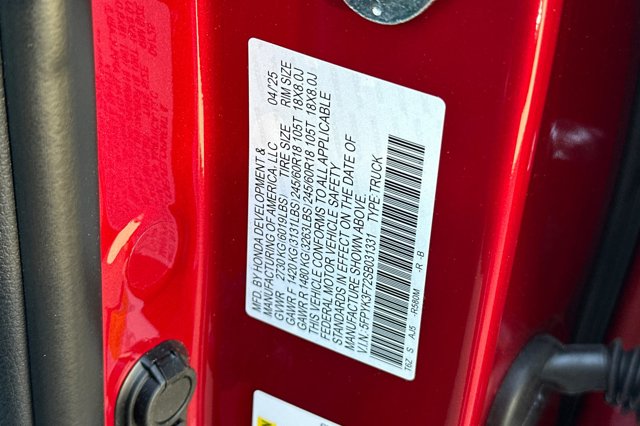 MFD. BY HONDA DEVELOPMENT &
MANUFACTURING OF AMERICA, LLC 04/25
GVWR 2730KG(6019LBS) TIRE SIZE RIM SIZE
GAWR F 1420KG(3131LBS) 245/60R18 105T 18X8.0J
GAWR R 1480KG(3263LBS) 245/60R18 105T 18X8.0J
THIS VEHICLE CONFORMS TO ALL APPLICABLE
FEDERAL MOTOR VEHICLE SAFETY
STANDARDS IN EFFECT ON THE DATE OF
MANUFACTURE SHOWN ABOVE.
V.I.N.:5FPYK3F72SB031331 TYPE:TRUCK
T6Z S AJ5 R580M -R -B